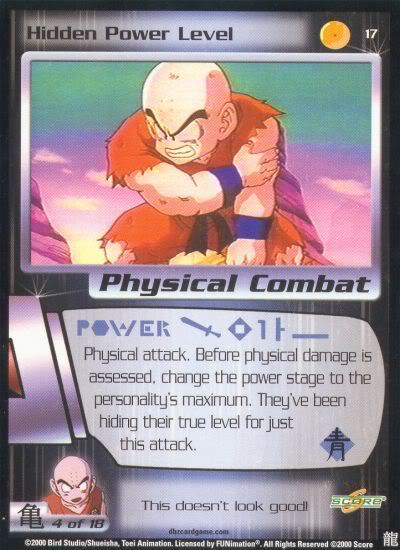 Hidden Power Level
17
Physical Combat
POWER
Physical attack. Before physical damage is
assessed, change the power stage to the
personality's maximum. They've been
hiding their true level for just
this attack.
青
亀
4 of 18
This doesn't look good!
SCORE
dbzcardgame.com
©2000 Bird Studio/Shueisha, Toei Animation. Licensed by FUNimation®. All Rights Reserved ©2000 Score
龍